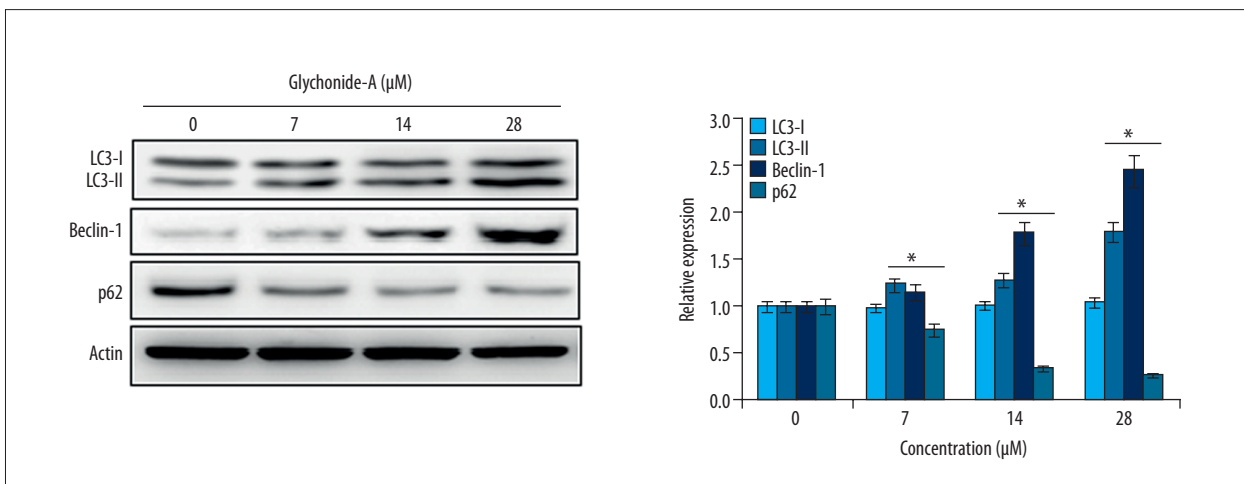 Glychonide-A (µM)
0 7 14 28
LC3-I
LC3-II
Beclin-1
p62
Actin
LC3-I
LC3-II
Beclin-1
p62
Relative expression
3.0
2.5
2.0
1.5
1.0
0.5
0.0
*
*
*
0 7 14 28
Concentration (µM)